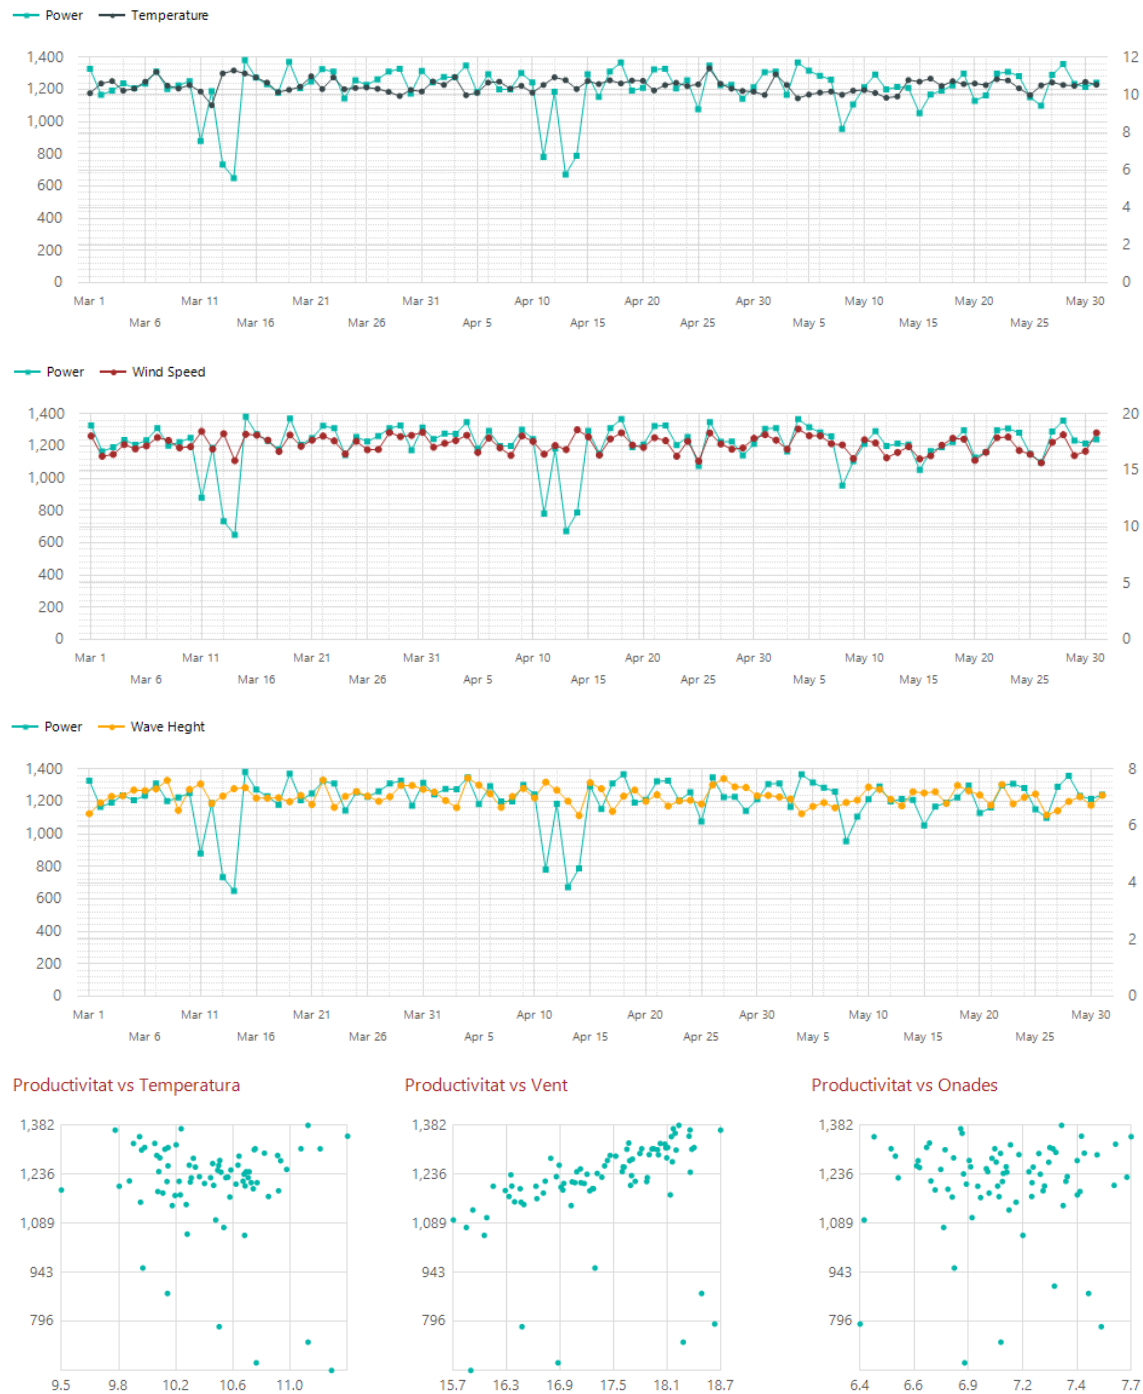 Power Temperature
1,400 12
1,200 10
1,000 8
800 6
600
400 4
200 2
0 0
Mar 1 Mar 11 Mar 21 Mar 31 Apr 10 Apr 20 Apr 30 May 10 May 20 May 30
Mar 6 Mar 16 Mar 26 Apr 5 Apr 15 Apr 25 May 5 May 15 May 25
Power Wind Speed
1,400 20
1,200
1,000 15
800
600 10
400 5
200
0 0
Mar 1 Mar 11 Mar 21 Mar 31 Apr 10 Apr 20 Apr 30 May 10 May 20 May 30
Mar 6 Mar 16 Mar 26 Apr 5 Apr 15 Apr 25 May 5 May 15 May 25
Power Wave Heght
1,400 8
1,200
1,000 6
800
600 4
400
200 2
0 0
Mar 1 Mar 11 Mar 21 Mar 31 Apr 10 Apr 20 Apr 30 May 10 May 20 May 30
Mar 6 Mar 16 Mar 26 Apr 5 Apr 15 Apr 25 May 5 May 15 May 25
Productivitat vs Temperatura
1,382
1,236
1,089
943
796
9.5 9.8 10.2 10.6 11.0
Productivitat vs Vent
1,382
1,236
1,089
943
796
15.7 16.3 16.9 17.5 18.1 18.7
Productivitat vs Onades
1,382
1,236
1,089
943
796
6.4 6.6 6.9 7.2 7.4 7.7